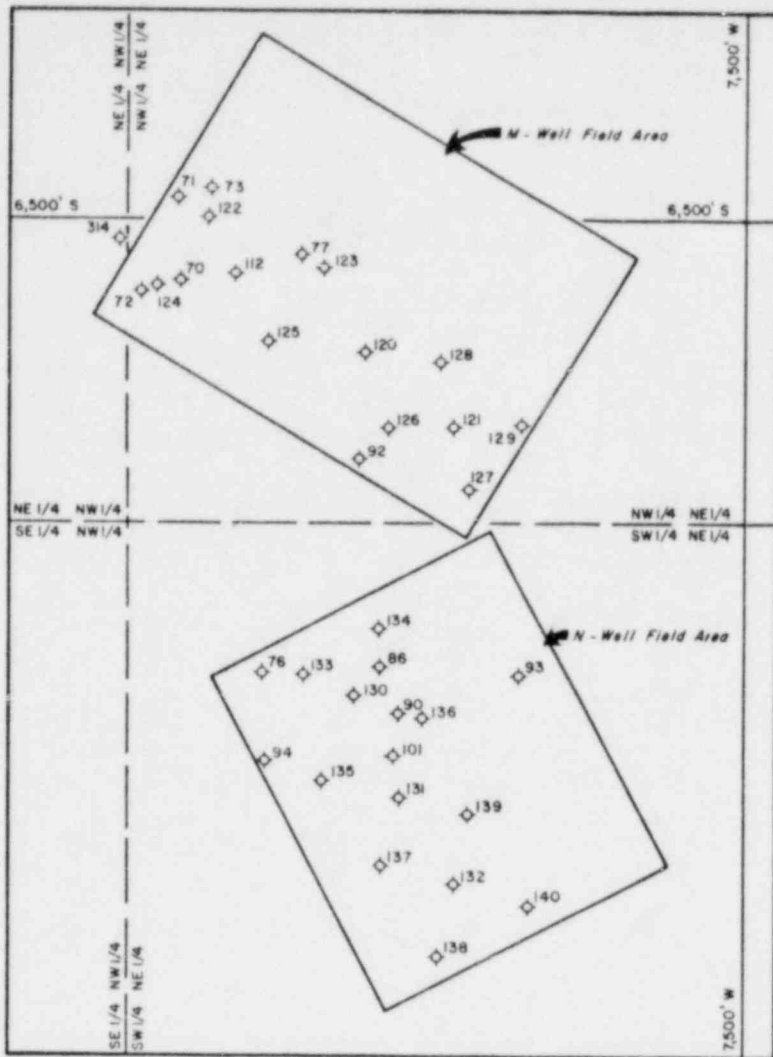 NE 1/4 NW 1/4
NW 1/4 NE 1/4
7,500' W
M - Well Field Area
6,500' S
6,500' S
71
73
122
314
77
123
112
70
72
124
125
120
128
126
121
129
92
127
NE 1/4 NW 1/4
SE 1/4 NW 1/4
NW 1/4 NE 1/4
SW 1/4 NE 1/4
134
N - Well Field Area
76
133
86
93
130
90
136
94
101
135
131
139
137
132
140
138
SE 1/4 NW 1/4
SW 1/4 NE 1/4
7,500' W